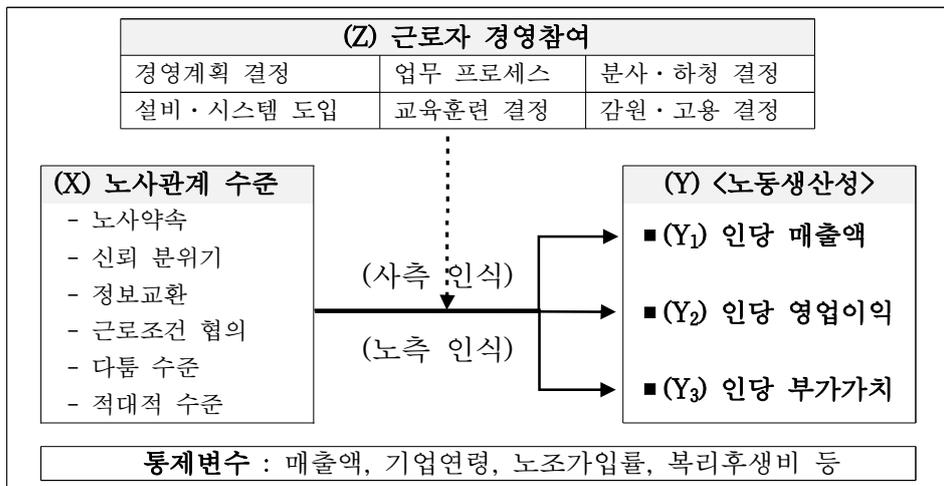 (Z) 근로자 경영참여
경영계획 결정 업무 프로세스 분사·하청 결정
설비·시스템 도입 교육훈련 결정 감원·고용 결정
(X) 노사관계 수준
- 노사약속
- 신뢰 분위기
- 정보교환
- 근로조건 협의
- 다툼 수준
- 적대적 수준
(사측 인식)
(노측 인식)
(Y) <노동생산성>
■(Y₁) 인당 매출액
■(Y₂) 인당 영업이익
■(Y₃) 인당 부가가치
통제변수 : 매출액, 기업연령, 노조가입률, 복리후생비 등